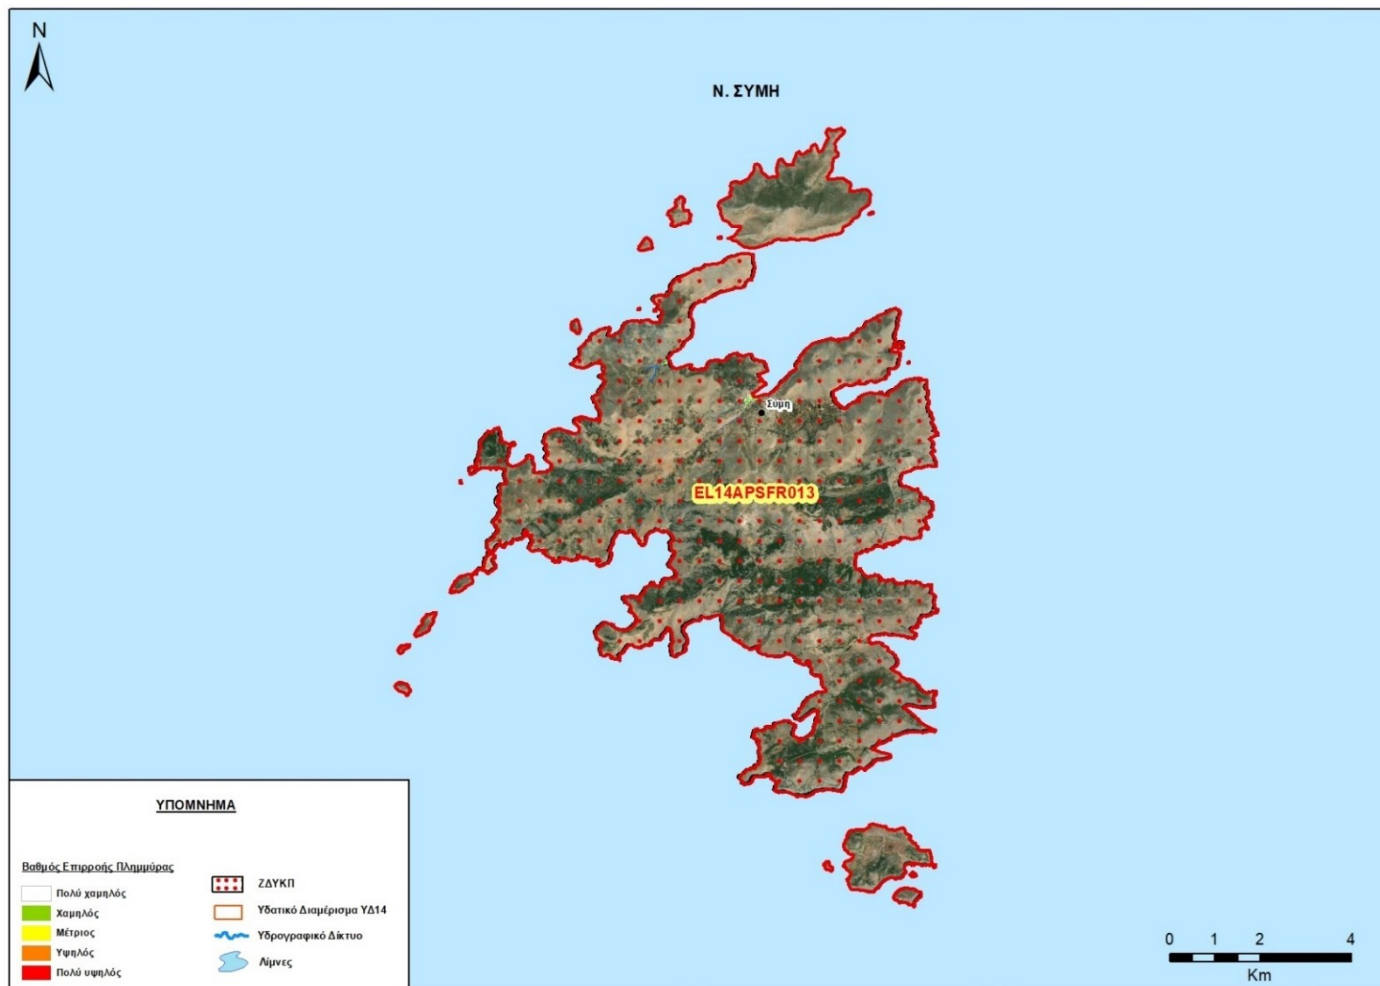 N
Ν. ΣΥΜΗ
Σύμη
EL14APSFR013
ΥΠΟΜΝΗΜΑ
Βαθμός Επιρροής Πλημμύρας
Πολύ χαμηλός
Χαμηλός
Μέτριος
Υψηλός
Πολύ υψηλός
ΖΔΥΚΠ
Υδατικό Διαμέρισμα ΥΔ14
Υδρογραφικό Δίκτυο
Λίμνες
0 1 2 4
Km